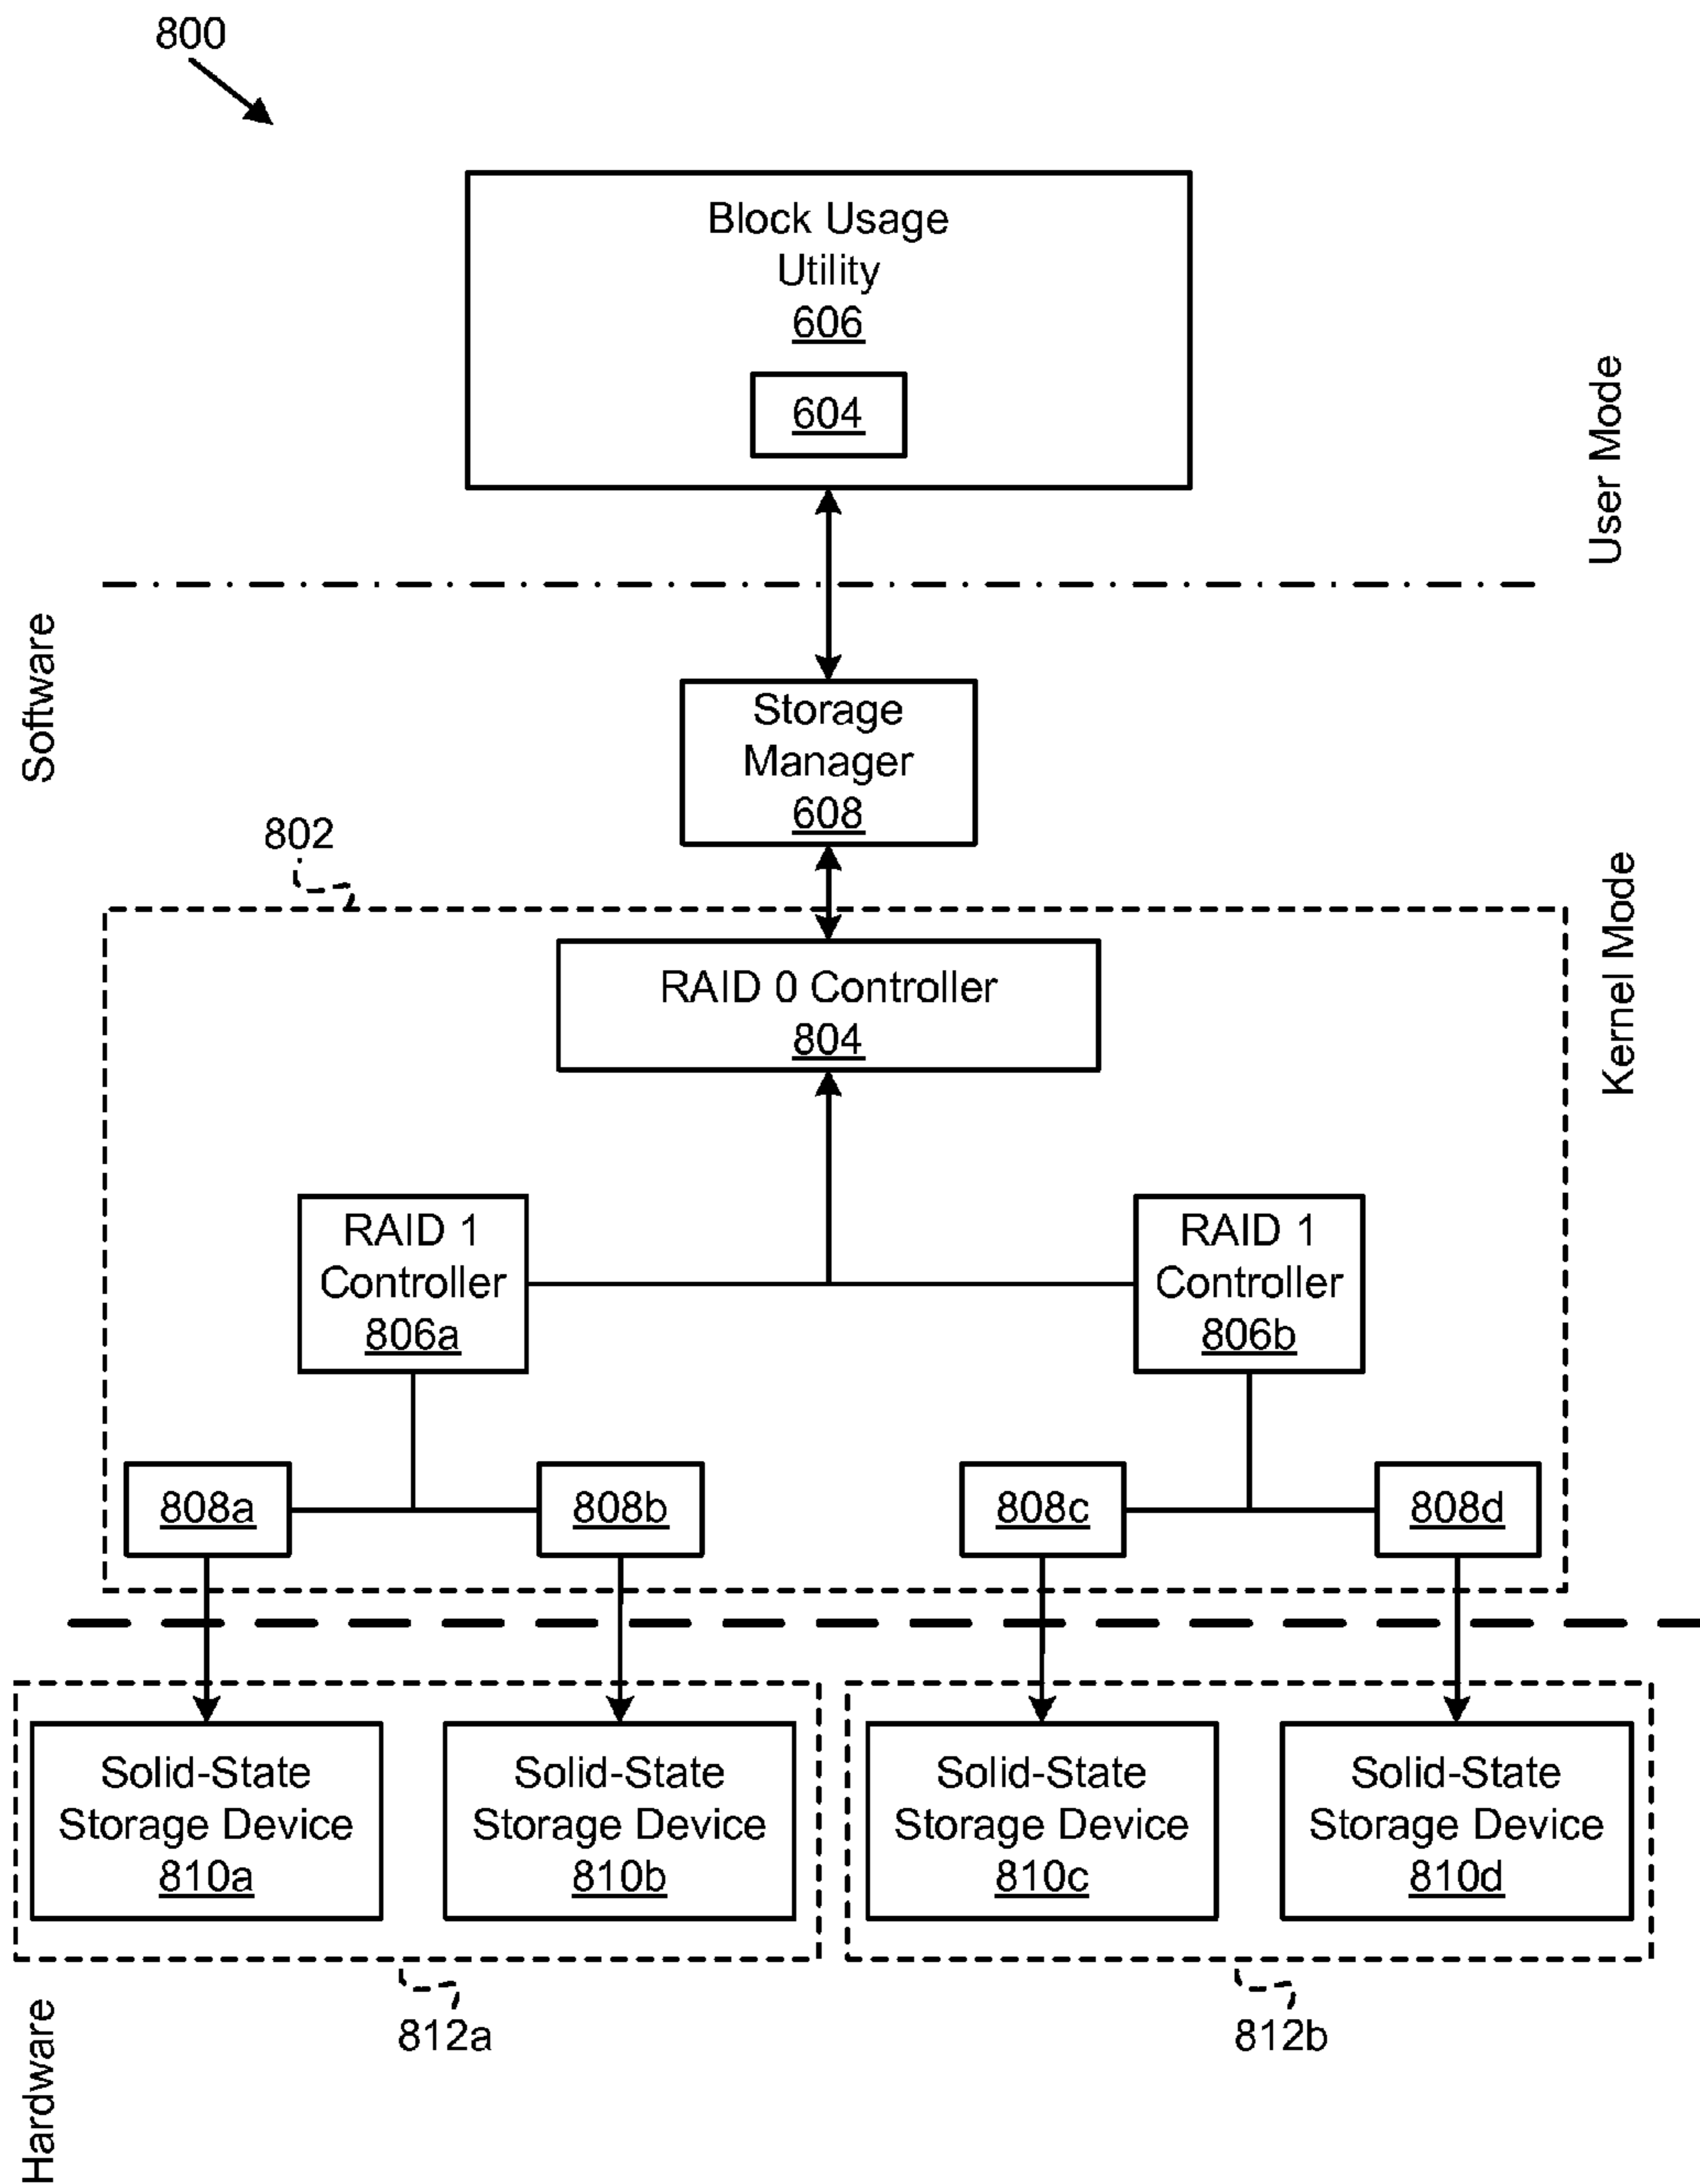 800
Block Usage
Utility
606
604
User Mode
Software
Storage
Manager
608
802
Kernel Mode
RAID 0 Controller
804
RAID 1
Controller
806a
RAID 1
Controller
806b
808a
808b
808c
808d
Solid-State
Storage Device
810a
Solid-State
Storage Device
810b
Solid-State
Storage Device
810c
Solid-State
Storage Device
810d
812a
812b
Hardware